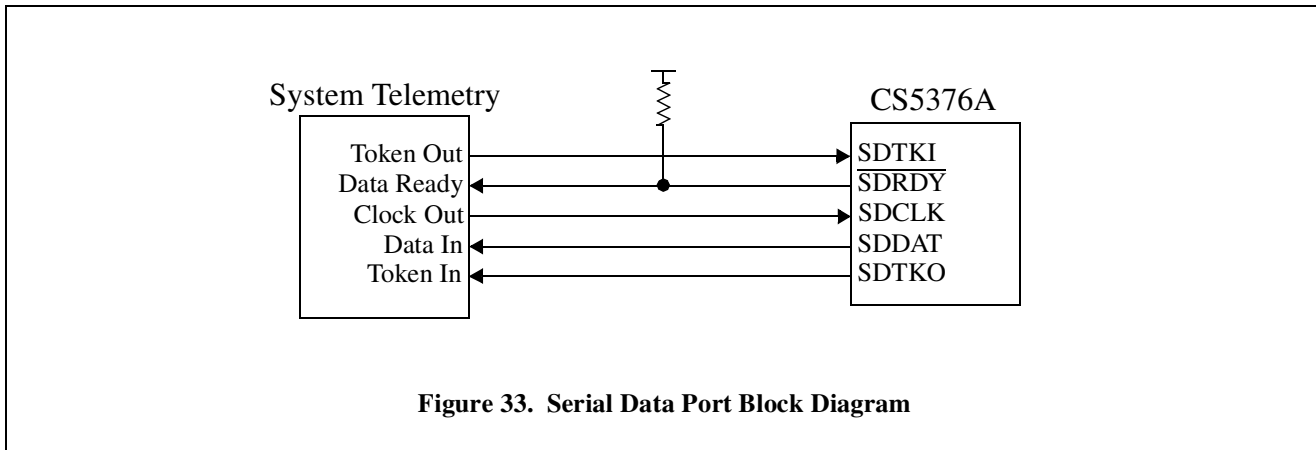 System Telemetry
CS5376A
Token Out
SDTKI
Data Ready
SDRDY
Clock Out
SDCLK
Data In
SDDAT
Token In
SDTKO
Figure 33. Serial Data Port Block Diagram